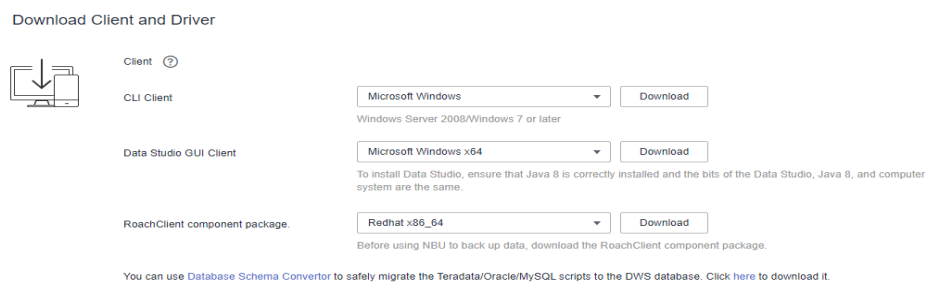 Download Client and Driver
Client ?
CLI Client Microsoft Windows Download
Windows Server 2008/Windows 7 or later
Data Studio GUI Client Microsoft Windows x64 Download
To install Data Studio, ensure that Java 8 is correctly installed and the bits of the Data Studio, Java 8, and computer
system are the same.
RoachClient component package. Redhat x86_64 Download
Before using NBU to back up data, download the RoachClient component package.
You can use Database Schema Convertor to safely migrate the Teradata/Oracle/MySQL scripts to the DWS database. Click here to download it.